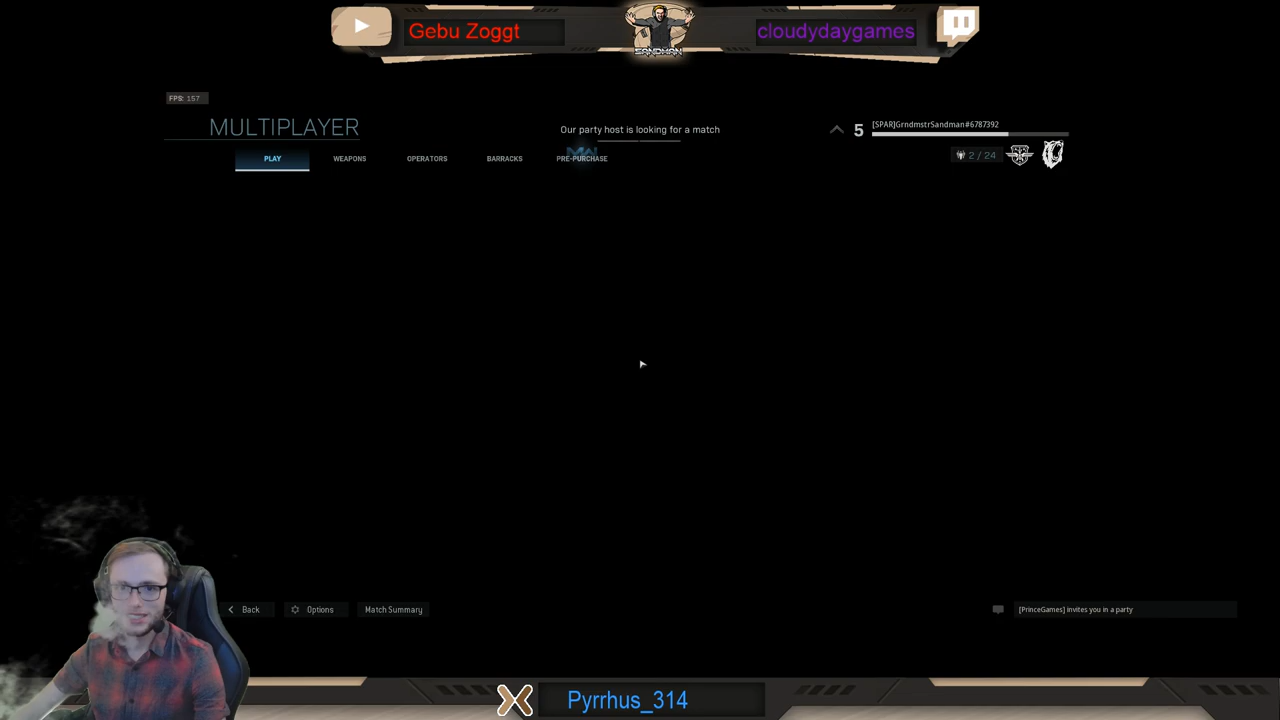 Gebu Zoggt
SANDMAN
cloudydaygames
FPS: 157
MULTIPLAYER
Our party host is looking for a match
5
[SPAR]GrndmstrSandman#6787392
PLAY
WEAPONS
OPERATORS
BARRACKS
PRE-PURCHASE
2 / 24
Back
Options
Match Summary
[PrinceGames] invites you in a party
Pyrrhus_314